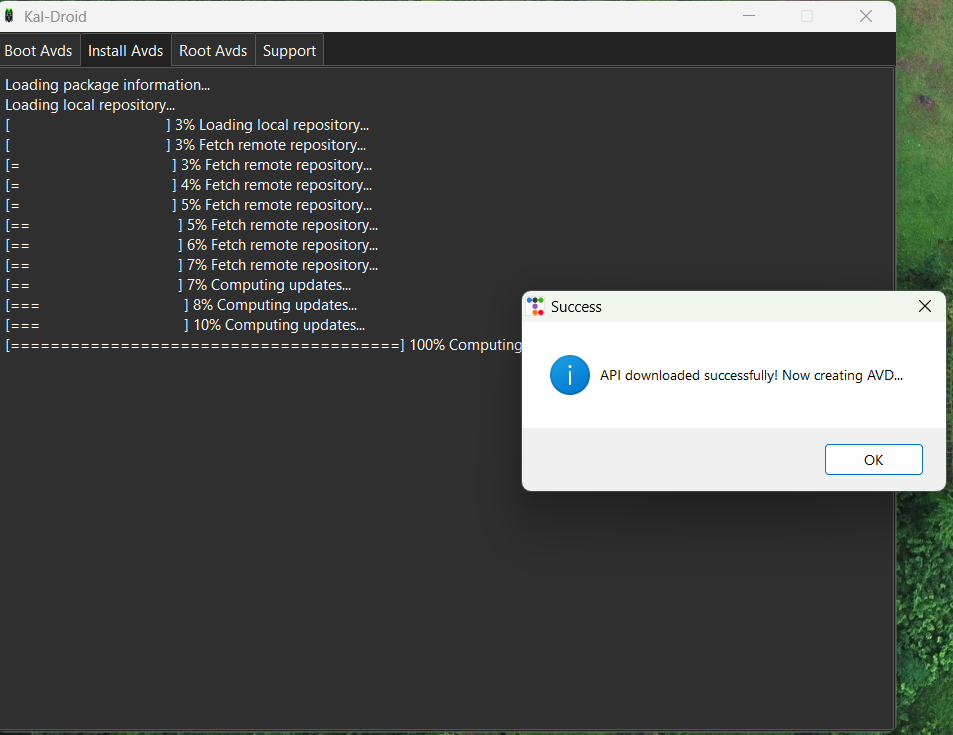 Kal-Droid
Boot Avds
Install Avds
Root Avds
Support
Loading package information...
Loading local repository...
[ ] 3% Loading local repository...
[ ] 3% Fetch remote repository...
[= ] 3% Fetch remote repository...
[= ] 4% Fetch remote repository...
[= ] 5% Fetch remote repository...
[== ] 5% Fetch remote repository...
[== ] 6% Fetch remote repository...
[== ] 7% Fetch remote repository...
[== ] 7% Computing updates...
[=== ] 8% Computing updates...
[=== ] 10% Computing updates...
[=======================================] 100% Computing
Success
API downloaded successfully! Now creating AVD...
OK